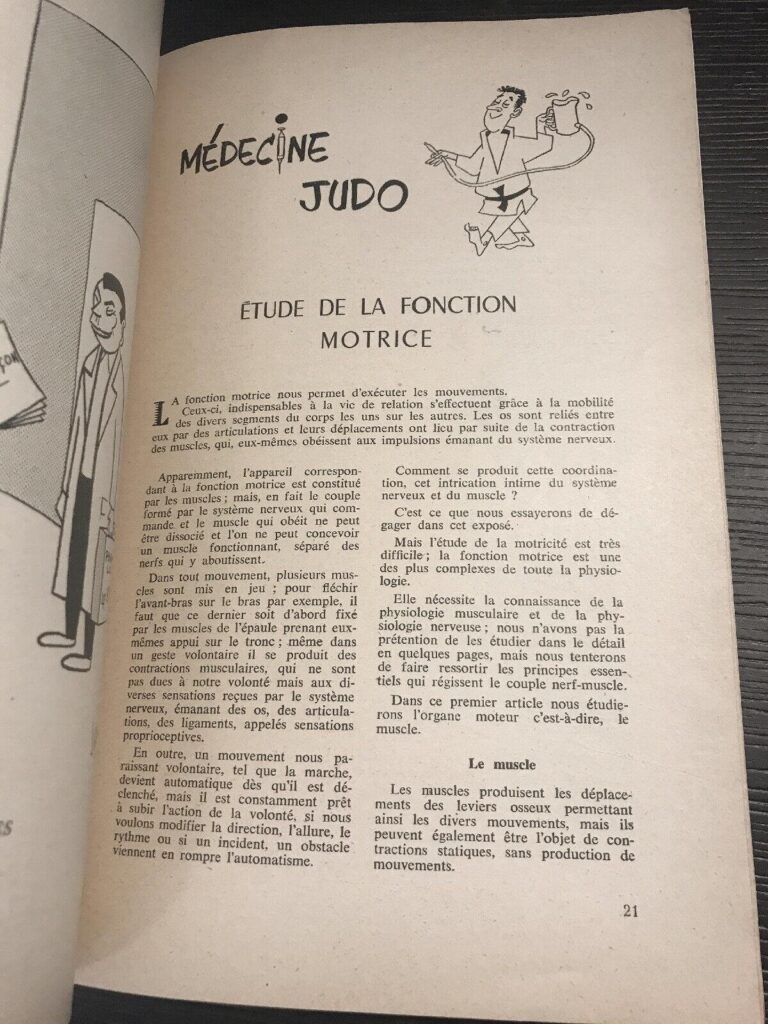 MÉDECINE
JUDO
ÉTUDE DE LA FONCTION
MOTRICE
LA fonction motrice nous permet d'exécuter les mouvements.
Ceux-ci, indispensables à la vie de relation s'effectuent grâce à la mobilité
des divers segments du corps les uns sur les autres. Les os sont reliés entre
eux par des articulations et leurs déplacements ont lieu par suite de la contraction
des muscles, qui, eux-mêmes obéissent aux impulsions émanant du système nerveux.
Apparemment, l'appareil correspon-
dant à la fonction motrice est constitué
par les muscles ; mais, en fait le couple
formé par le système nerveux qui com-
mande et le muscle qui obéit ne peut
être dissocié et l'on ne peut concevoir
un muscle fonctionnant, séparé des
nerfs qui y aboutissent.
Dans tout mouvement, plusieurs mus-
cles sont mis en jeu ; pour fléchir
l'avant-bras sur le bras par exemple, il
faut que ce dernier soit d'abord fixé
par les muscles de l'épaule prenant eux-
mêmes appui sur le tronc ; même dans
un geste volontaire il se produit des
contractions musculaires, qui ne sont
pas dues à notre volonté mais aux di-
verses sensations reçues par le système
nerveux, émanant des os, des articula-
tions, des ligaments, appelés sensations
proprioceptives.
En outre, un mouvement nous pa-
raissant volontaire, tel que la marche,
devient automatique dès qu'il est dé-
clenché, mais il est constamment prêt
à subir l'action de la volonté, si nous
voulons modifier la direction, l'allure, le
rythme ou si un incident, un obstacle
viennent en rompre l'automatisme.
Comment se produit cette coordina-
tion, cet intrication intime du système
nerveux et du muscle ?
C'est ce que nous essayerons de dé-
gager dans cet exposé.
Mais l'étude de la motricité est très
difficile ; la fonction motrice est une
des plus complexes de toute la physio-
logie.
Elle nécessite la connaissance de la
physiologie musculaire et de la phy-
siologie nerveuse ; nous n'avons pas la
prétention de les étudier dans le détail
en quelques pages, mais nous tenterons
de faire ressortir les principes essen-
tiels qui régissent le couple nerf-muscle.
Dans ce premier article nous étudie-
rons l'organe moteur c'est-à-dire, le
muscle.
Le muscle
Les muscles produisent les déplace-
ments des leviers osseux permettant
ainsi les divers mouvements, mais ils
peuvent également être l'objet de con-
tractions statiques, sans production de
mouvements.
21